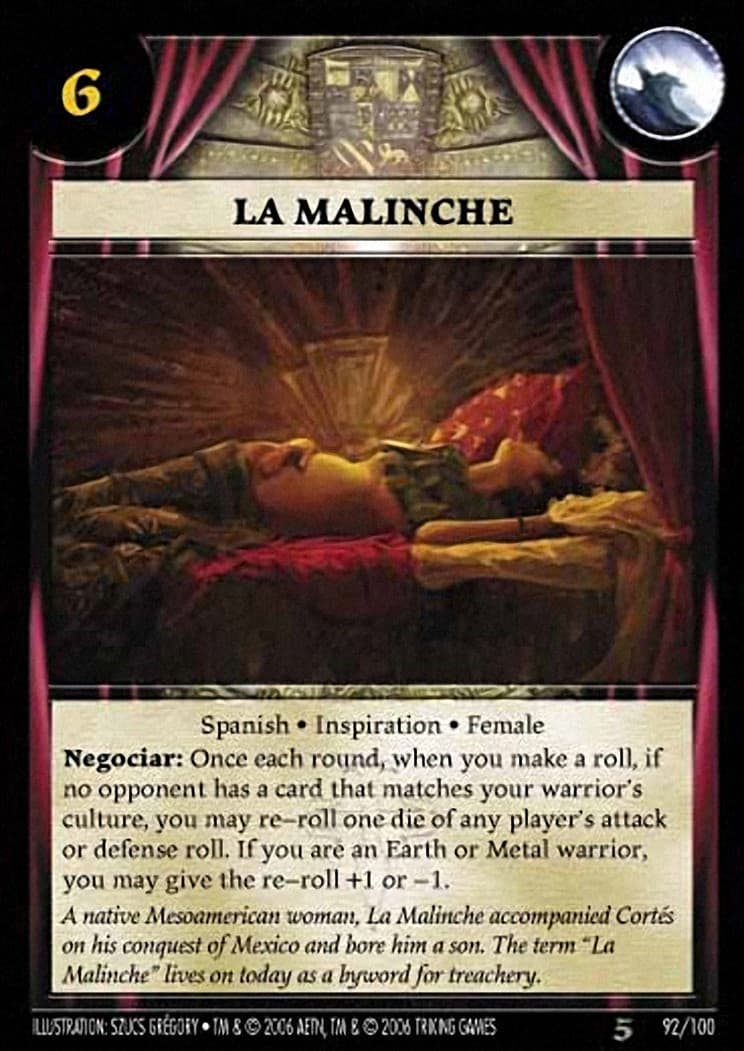 6
LA MALINCHE
Spanish • Inspiration • Female
Negociar: Once each round, when you make a roll, if
no opponent has a card that matches your warrior's
culture, you may re–roll one die of any player's attack
or defense roll. If you are an Earth or Metal warrior,
you may give the re–roll +1 or –1.
A native Mesoamerican woman, La Malinche accompanied Cortés
on his conquest of Mexico and bore him a son. The term “La
Malinche” lives on today as a byword for treachery.
ILLUSTRATION: SZUCS GRÉGORY • TM & © 2006 AETN, TM & © 2006 TRIKING GAMES 5 92/100